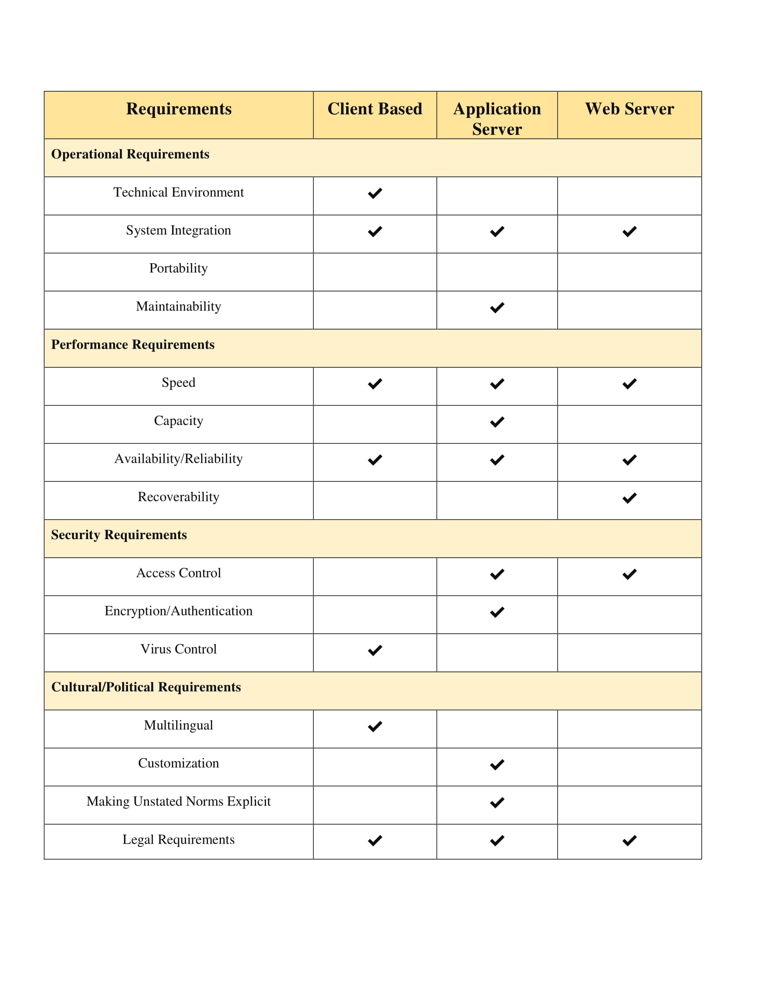 Requirements Client Based Application Server Web Server
Operational Requirements
Technical Environment ✔
System Integration ✔ ✔ ✔
Portability
Maintainability ✔
Performance Requirements
Speed ✔ ✔ ✔
Capacity ✔
Availability/Reliability ✔ ✔ ✔
Recoverability ✔
Security Requirements
Access Control ✔ ✔
Encryption/Authentication ✔
Virus Control ✔
Cultural/Political Requirements
Multilingual ✔
Customization ✔
Making Unstated Norms Explicit ✔
Legal Requirements ✔ ✔ ✔